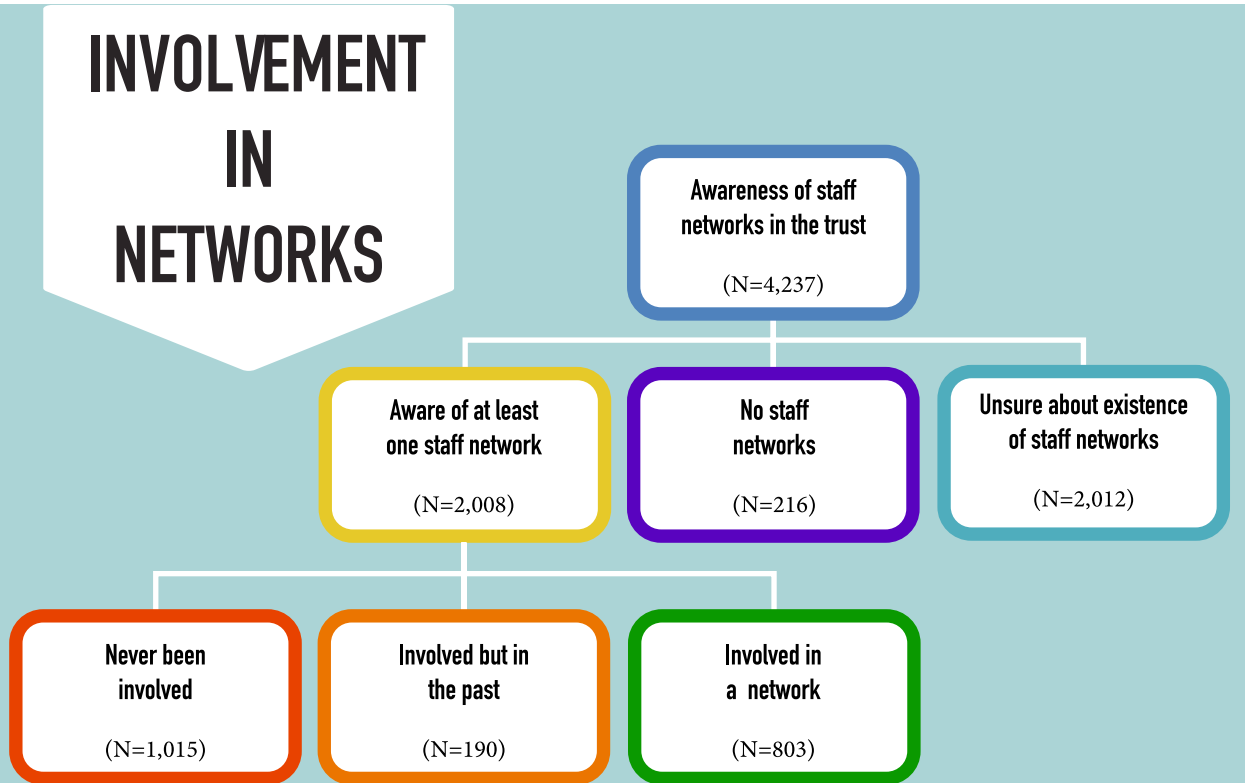 INVOLVEMENT
IN
NETWORKS
Awareness of staff
networks in the trust
(N=4,237)
Aware of at least
one staff network
(N=2,008)
No staff
networks
(N=216)
Unsure about existence
of staff networks
(N=2,012)
Never been
involved
(N=1,015)
Involved but in
the past
(N=190)
Involved in
a network
(N=803)